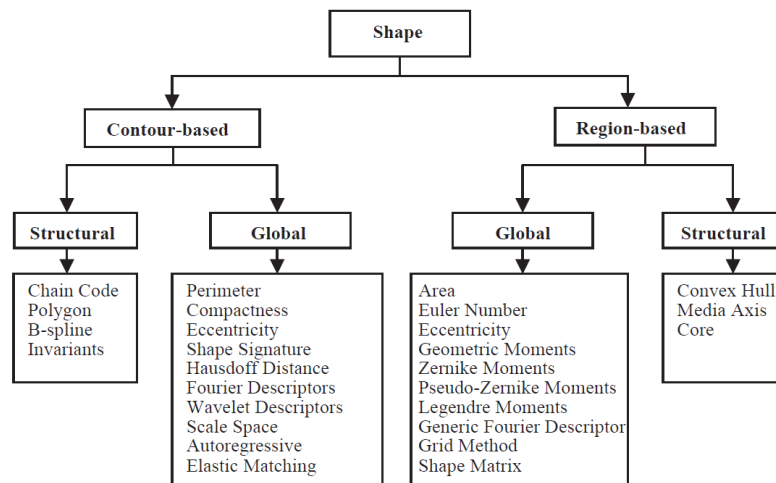 Shape
Contour-based
Region-based
Structural
Global
Global
Structural
Chain Code
Polygon
B-spline
Invariants
Perimeter
Compactness
Eccentricity
Shape Signature
Hausdoff Distance
Fourier Descriptors
Wavelet Descriptors
Scale Space
Autoregressive
Elastic Matching
Area
Euler Number
Eccentricity
Geometric Moments
Zernike Moments
Pseudo-Zernike Moments
Legendre Moments
Generic Fourier Descriptor
Grid Method
Shape Matrix
Convex Hull
Media Axis
Core